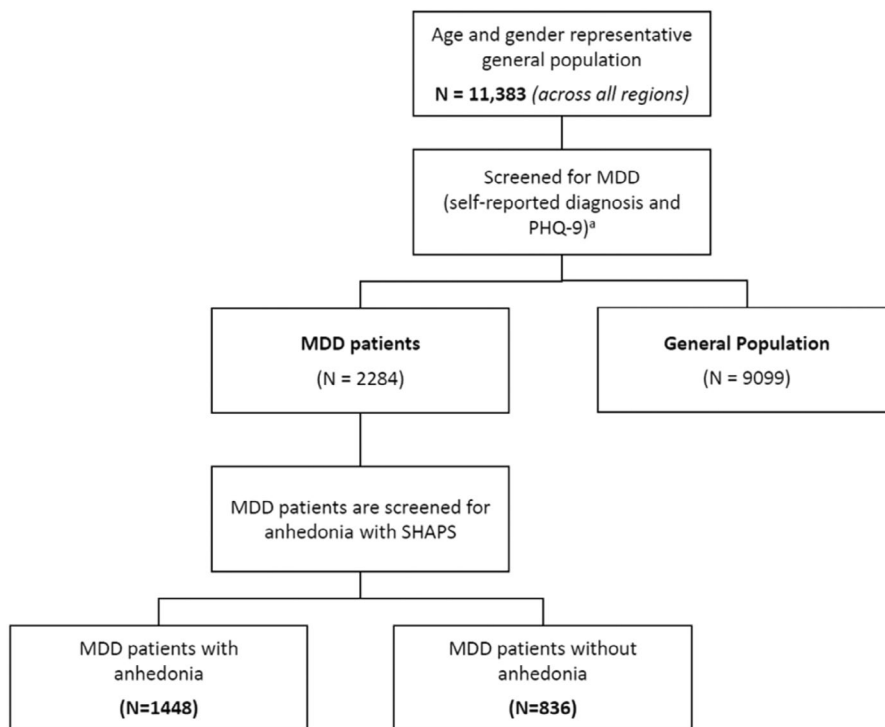 Age and gender representative
general population
N = 11,383 (across all regions)
Screened for MDD
(self-reported diagnosis and
PHQ-9)ᵃ
MDD patients
(N = 2284)
General Population
(N = 9099)
MDD patients are screened for
anhedonia with SHAPS
MDD patients with
anhedonia
(N=1448)
MDD patients without
anhedonia
(N=836)